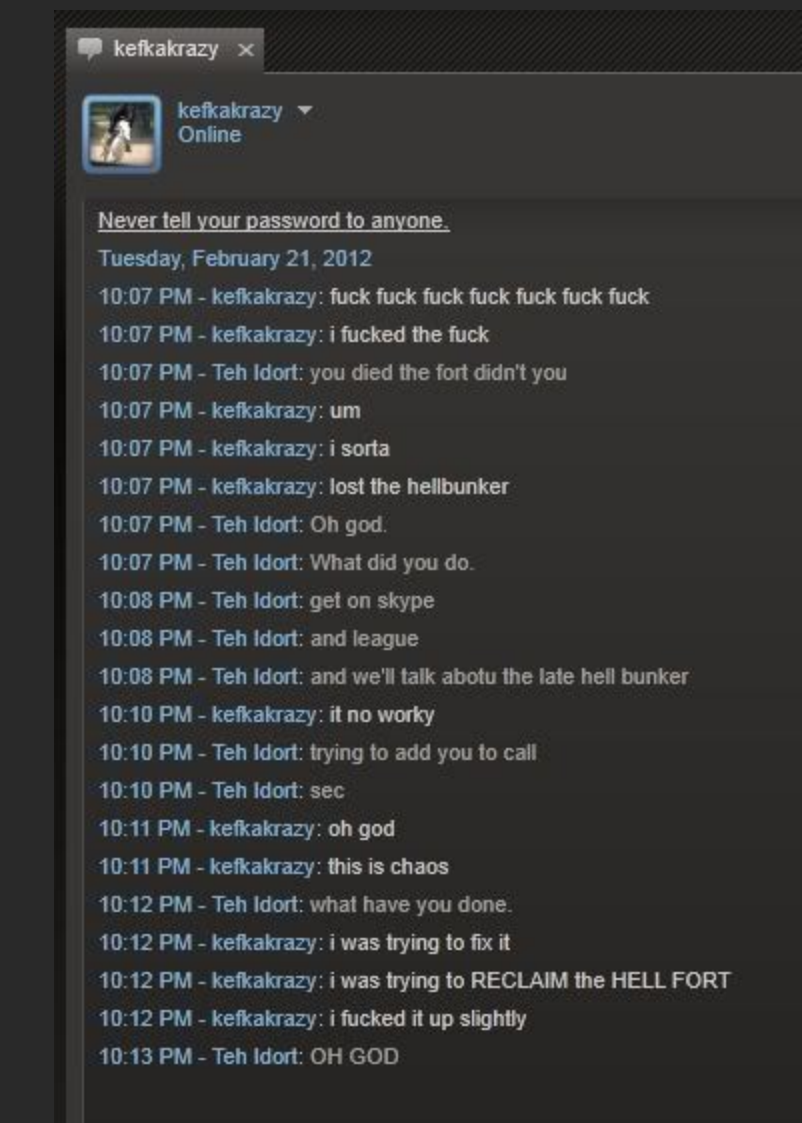 kefkakrazy ×
kefkakrazy
Online
Never tell your password to anyone.
Tuesday, February 21, 2012
10:07 PM - kefkakrazy: fuck fuck fuck fuck fuck fuck fuck
10:07 PM - kefkakrazy: i fucked the fuck
10:07 PM - Teh Idort: you died the fort didn't you
10:07 PM - kefkakrazy: um
10:07 PM - kefkakrazy: i sorta
10:07 PM - kefkakrazy: lost the hellbunker
10:07 PM - Teh Idort: Oh god.
10:07 PM - Teh Idort: What did you do.
10:08 PM - Teh Idort: get on skype
10:08 PM - Teh Idort: and league
10:08 PM - Teh Idort: and we'll talk abotu the late hell bunker
10:10 PM - kefkakrazy: it no worky
10:10 PM - Teh Idort: trying to add you to call
10:10 PM - Teh Idort: sec
10:11 PM - kefkakrazy: oh god
10:11 PM - kefkakrazy: this is chaos
10:12 PM - Teh Idort: what have you done.
10:12 PM - kefkakrazy: i was trying to fix it
10:12 PM - kefkakrazy: i was trying to RECLAIM the HELL FORT
10:12 PM - kefkakrazy: i fucked it up slightly
10:13 PM - Teh Idort: OH GOD